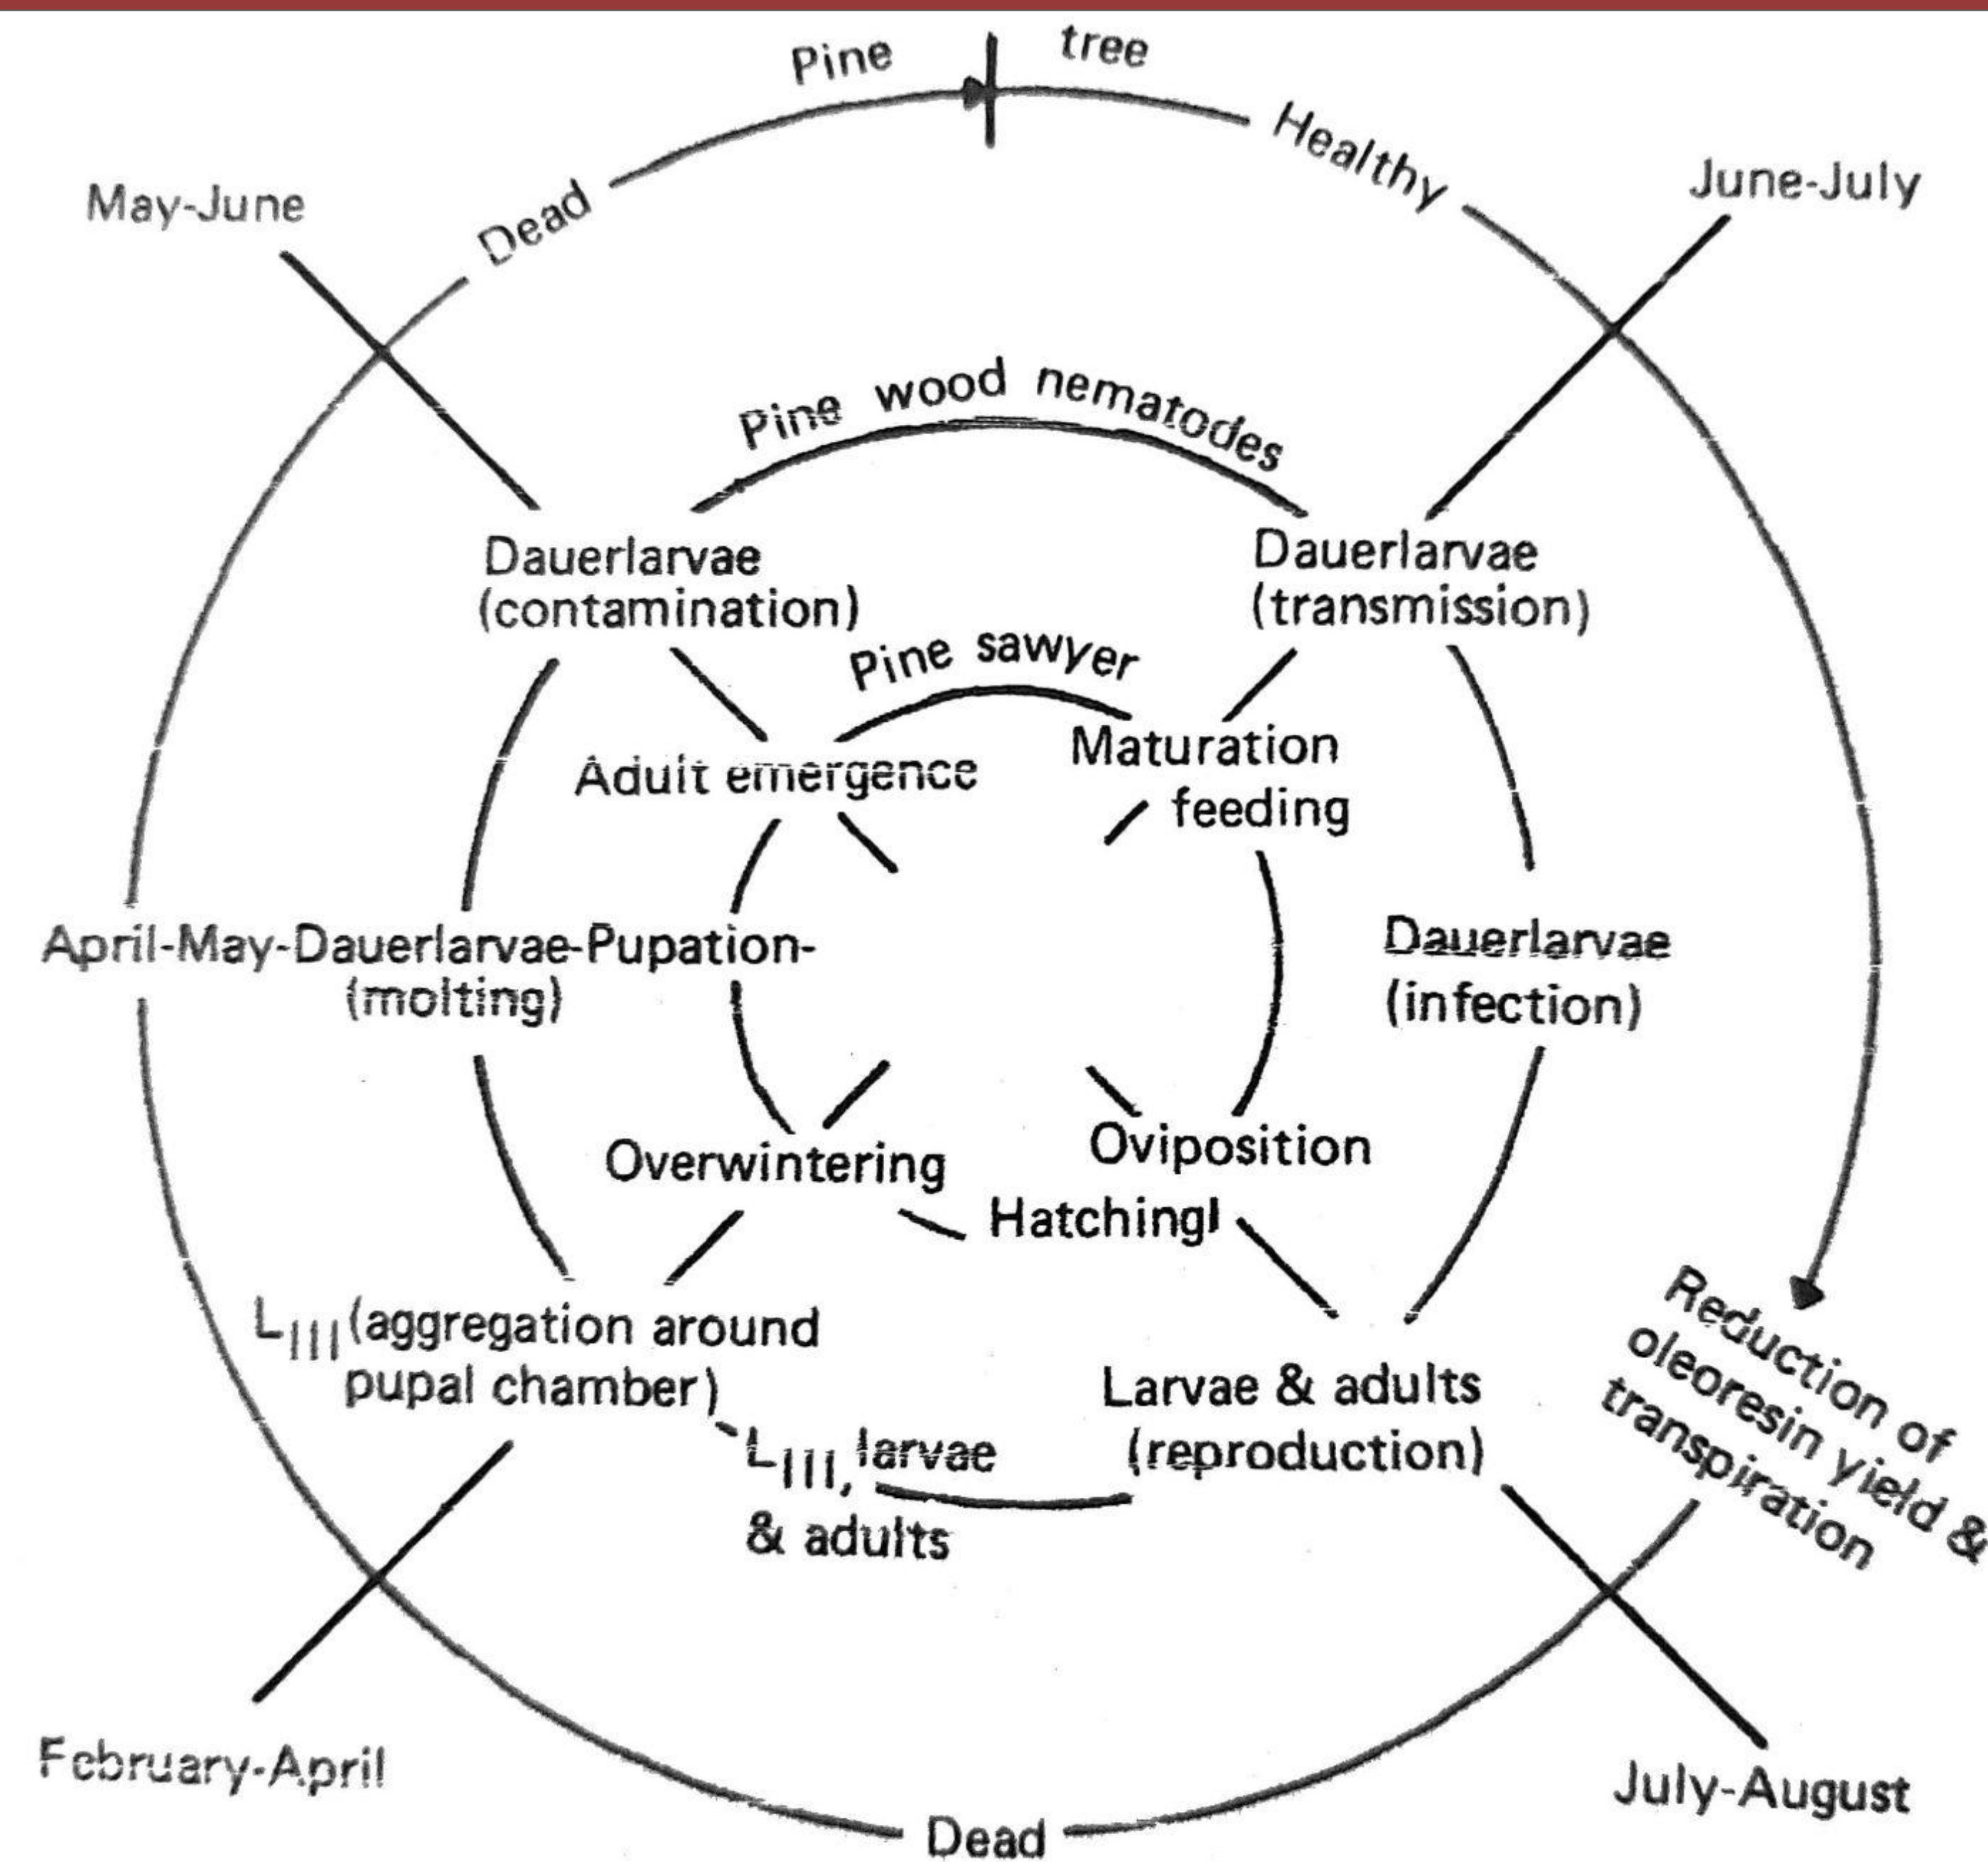 Pine tree
Healthy
Dead
May-June
June-July
Pine wood nematodes
Dauerlarvae
(contamination)
Dauerlarvae
(transmission)
Pine sawyer
Adult emergence
Maturation
feeding
April-May-Dauerlarvae-Pupation-
(molting)
Dauerlarvae
(infection)
Overwintering
Oviposition
Hatchingl
LIII (aggregation around
pupal chamber)
LIII, larvae
& adults
Larvae & adults
(reproduction)
Reduction of
oleoresin yield &
transpiration
February-April
July-August
Dead